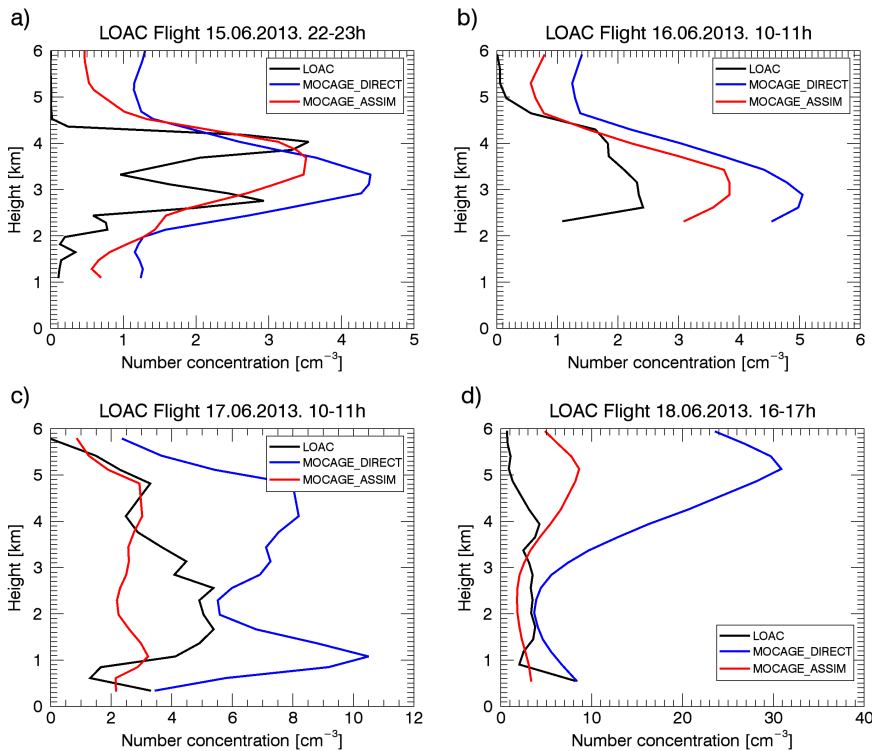 a)
LOAC Flight 15.06.2013. 22-23h
6
5
4
3
2
1
0
Height [km]
LOAC
MOCAGE_DIRECT
MOCAGE_ASSIM
0 1 2 3 4 5
Number concentration [cm⁻³]
b)
LOAC Flight 16.06.2013. 10-11h
6
5
4
3
2
1
0
Height [km]
LOAC
MOCAGE_DIRECT
MOCAGE_ASSIM
0 1 2 3 4 5 6
Number concentration [cm⁻³]
c)
LOAC Flight 17.06.2013. 10-11h
6
5
4
3
2
1
0
Height [km]
LOAC
MOCAGE_DIRECT
MOCAGE_ASSIM
0 2 4 6 8 10 12
Number concentration [cm⁻³]
d)
LOAC Flight 18.06.2013. 16-17h
6
5
4
3
2
1
0
Height [km]
LOAC
MOCAGE_DIRECT
MOCAGE_ASSIM
0 10 20 30 40
Number concentration [cm⁻³]